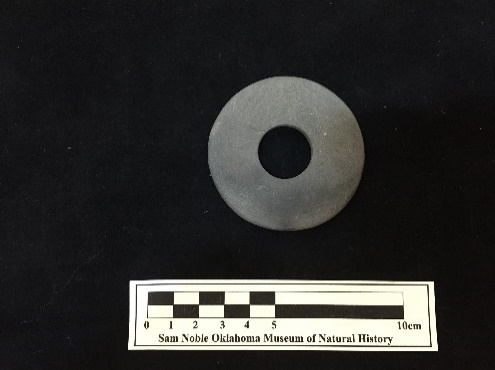 0 1 2 3 4 5 10cm
Sam Noble Oklahoma Museum of Natural History